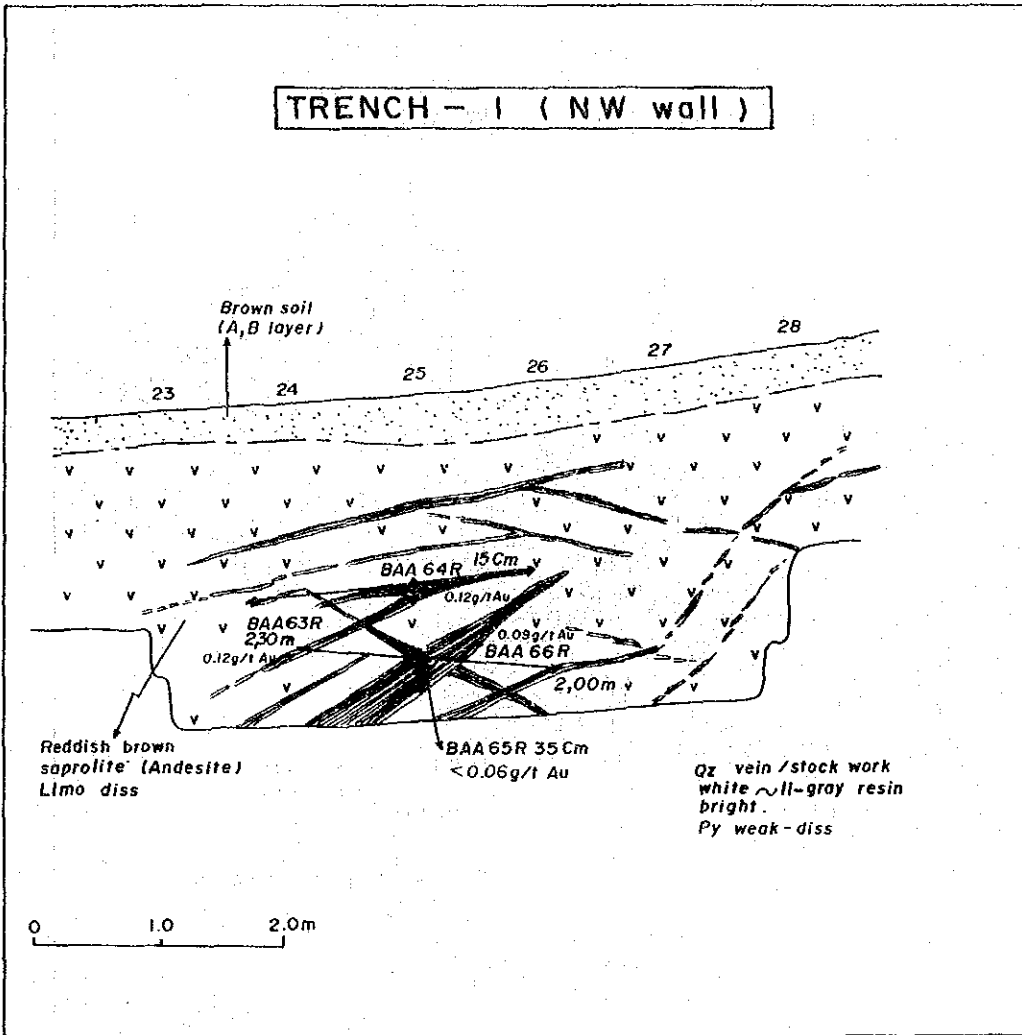 TRENCH - 1 (NW wall)
Brown soil
(A,B layer)
23
24
25
26
27
28
BAA 64R
15Cm
0.12g/t Au
BAA63R
2,30m
0.12g/t Au
0.09g/t Au
BAA 66R
2,00m
BAA 65R 35Cm
<0.06g/t Au
Reddish brown
saprolite (Andesite)
Limo diss
Qz vein /stock work
white ~ll-gray resin
bright.
Py weak-diss
0
1.0
2.0m